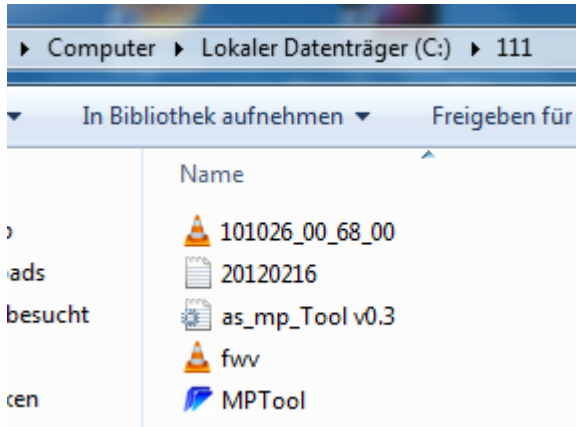 Computer Lokaler Datenträger (C:) 111
In Bibliothek aufnehmen Freigeben für
Name
101026_00_68_00
ads 20120216
besucht as_mp_Tool v0.3
fwv
ken MPTool